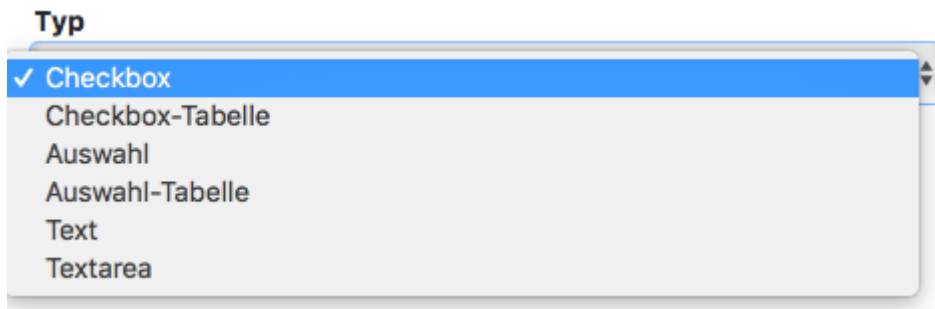 Typ
✓ Checkbox
Checkbox-Tabelle
Auswahl
Auswahl-Tabelle
Text
Textarea